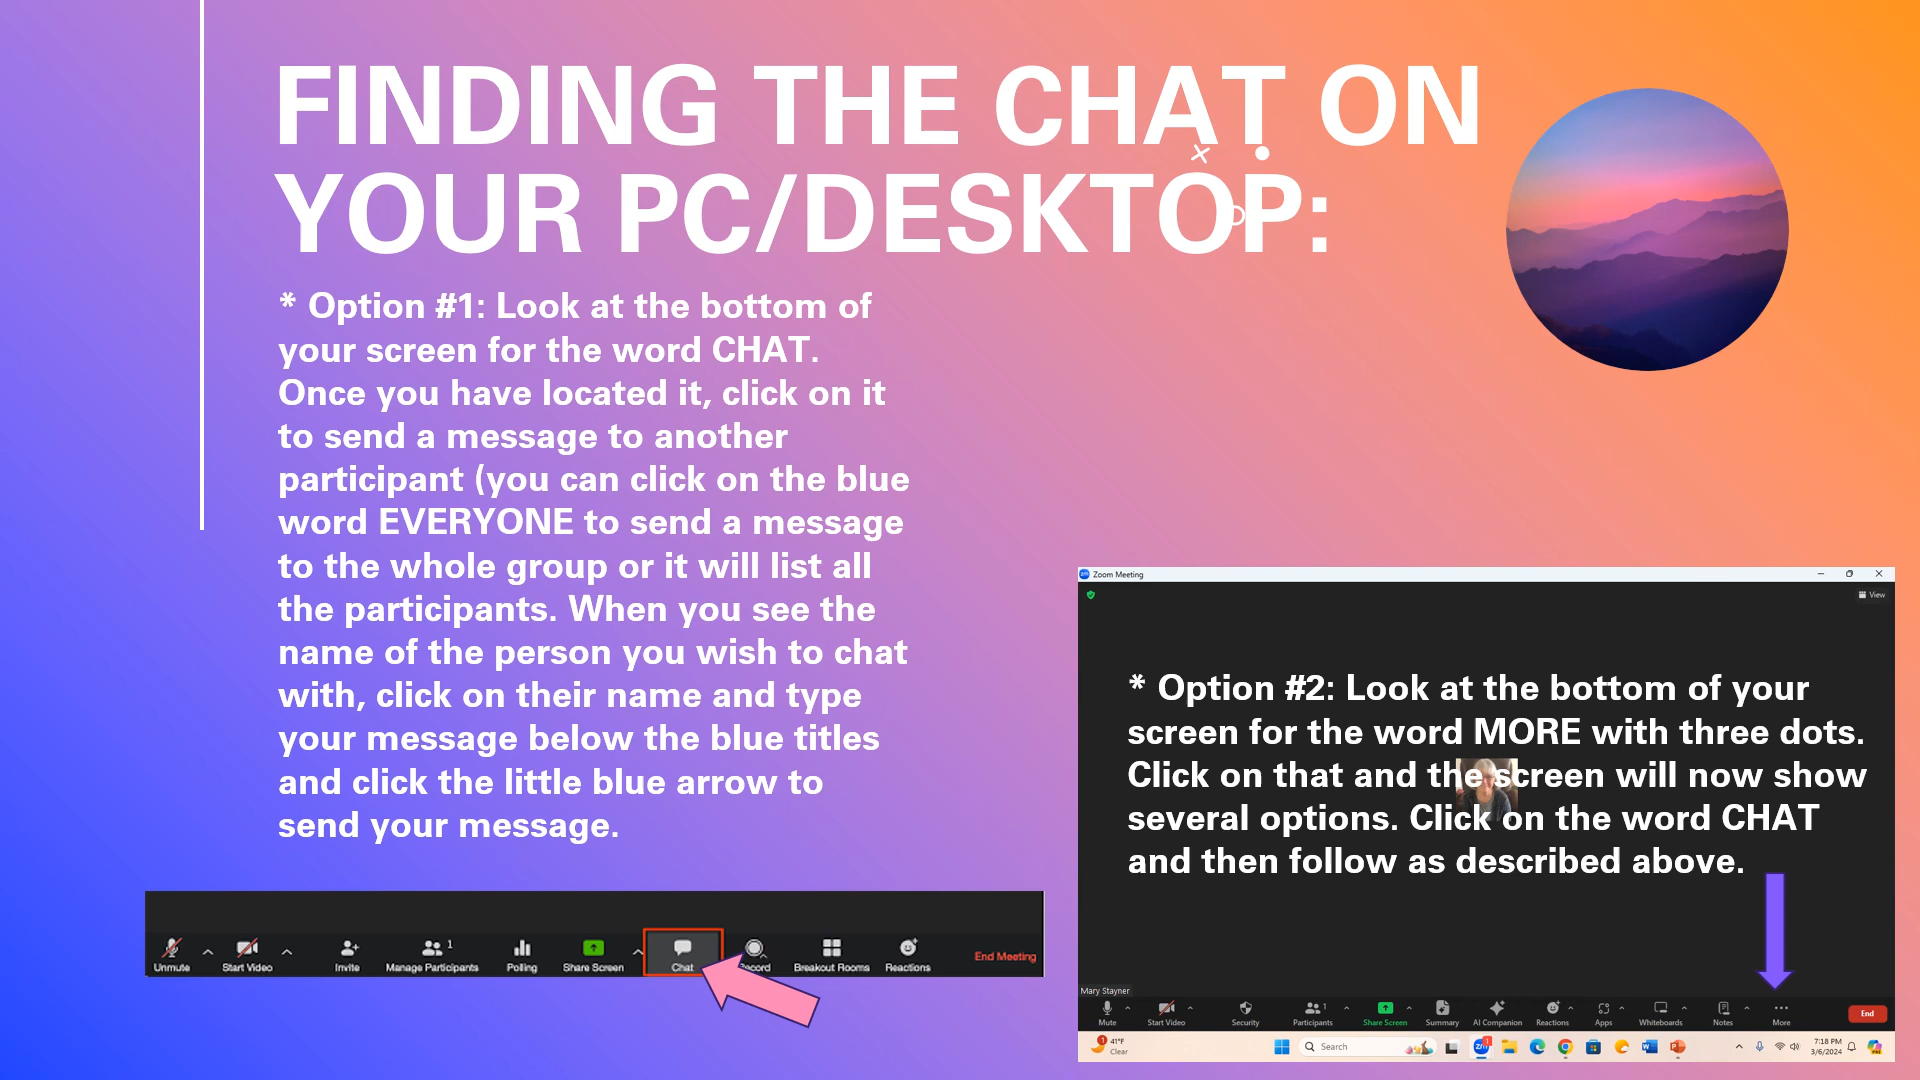 FINDING THE CHAT ON
YOUR PC/DESKTOP:
* Option #1: Look at the bottom of
your screen for the word CHAT.
Once you have located it, click on it
to send a message to another
participant (you can click on the blue
word EVERYONE to send a message
to the whole group or it will list all
the participants. When you see the
name of the person you wish to chat
with, click on their name and type
your message below the blue titles
and click the little blue arrow to
send your message.
1
Unmute Start Video Invite Manage Participants Polling Share Screen Chat Record Breakout Rooms Reactions End Meeting
Zoom Meeting
View
* Option #2: Look at the bottom of your
screen for the word MORE with three dots.
Click on that and the screen will now show
several options. Click on the word CHAT
and then follow as described above.
Mary Stayner
1
Mute Start Video Security Participants Share Screen Summary AI Companion Reactions Apps Whiteboards Notes More End
1 41°F
Clear
Search
7:18 PM
3/6/2024